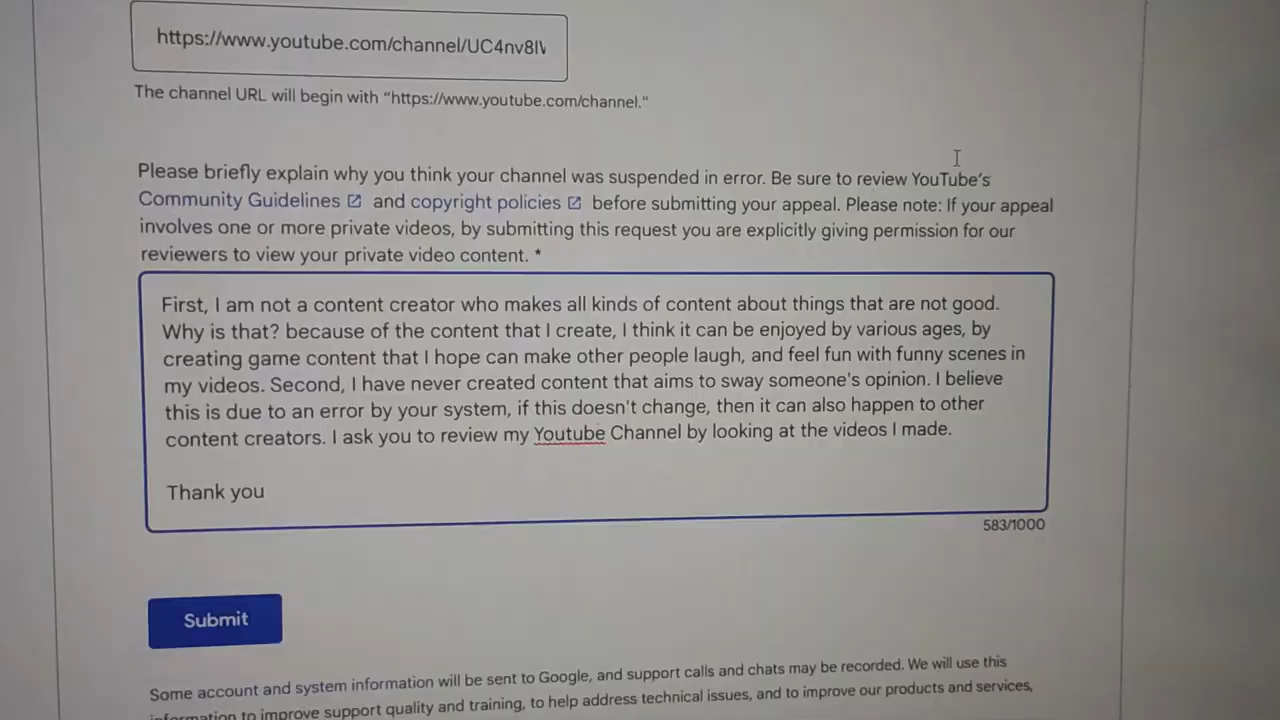 https://www.youtube.com/channel/UC4nv8
The channel URL will begin with “https://www.youtube.com/channel.”
Please briefly explain why you think your channel was suspended in error. Be sure to review YouTube’s
Community Guidelines and copyright policies before submitting your appeal. Please note: If your appeal
involves one or more private videos, by submitting this request you are explicitly giving permission for our
reviewers to view your private video content. *
First, I am not a content creator who makes all kinds of content about things that are not good.
Why is that? because of the content that I create, I think it can be enjoyed by various ages, by
creating game content that I hope can make other people laugh, and feel fun with funny scenes in
my videos. Second, I have never created content that aims to sway someone's opinion. I believe
this is due to an error by your system, if this doesn't change, then it can also happen to other
content creators. I ask you to review my Youtube Channel by looking at the videos I made.
Thank you
583/1000
Submit
Some account and system information will be sent to Google, and support calls and chats may be recorded. We will use this
information to improve support quality and training, to help address technical issues, and to improve our products and services,